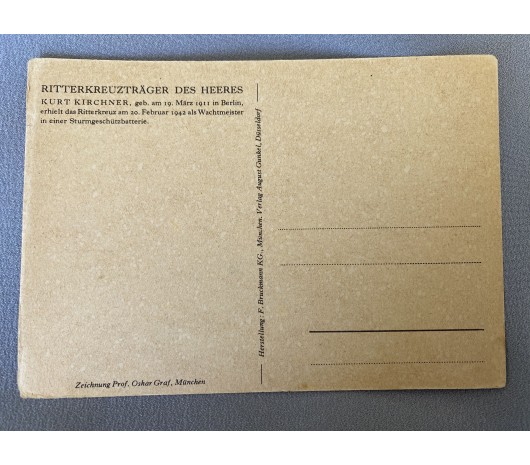 RITTERKREUZTRÄGER DES HEERES
KURT KIRCHNER, geb. am 19. März 1911 in Berlin,
erhielt das Ritterkreuz am 20. Februar 1942 als Wachtmeister
in einer Sturmgeschützbatterie.
Zeichnung Prof. Oskar Graf, München
Herstellung: F. Bruckmann KG., München. Verlag August Gunkel, Düsseldorf